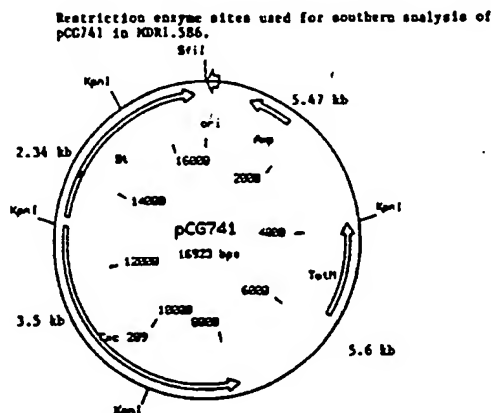 Restriction enzyme sites used for southern analysis of
pCG741 in MDR1.586.
SfiI
KpnI
5.47 kb
ori
Amp
2.34 kb
Bt
16000
2000
14000
KpnI
pCG741
4000
KpnI
16923 bps
12000
6000
TetM
10000
8000
3.5 kb
209
5.6 kb
KpnI